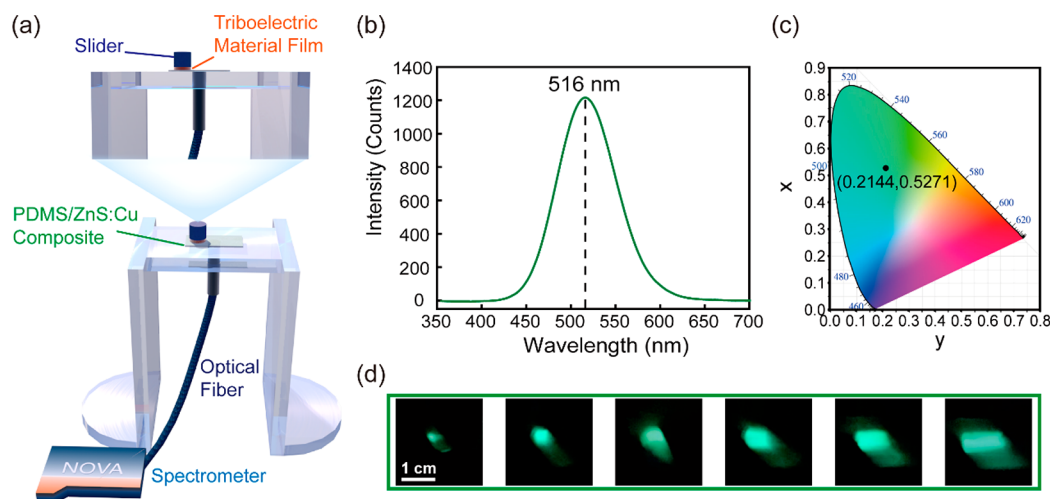 (a)
Slider
Triboelectric
Material Film
PDMS/ZnS:Cu
Composite
Optical
Fiber
NOVA
Spectrometer
(b)
516 nm
Intensity (Counts)
1400
1200
1000
800
600
400
200
0
350 400 450 500 550 600 650 700
Wavelength (nm)
(c)
x
0.9
0.8
0.7
0.6
0.5
0.4
0.3
0.2
0.1
0.0
520
540
560
500
580
600
620
480
460
(0.2144,0.5271)
0.0 0.1 0.2 0.3 0.4 0.5 0.6 0.7 0.8
y
(d)
1 cm